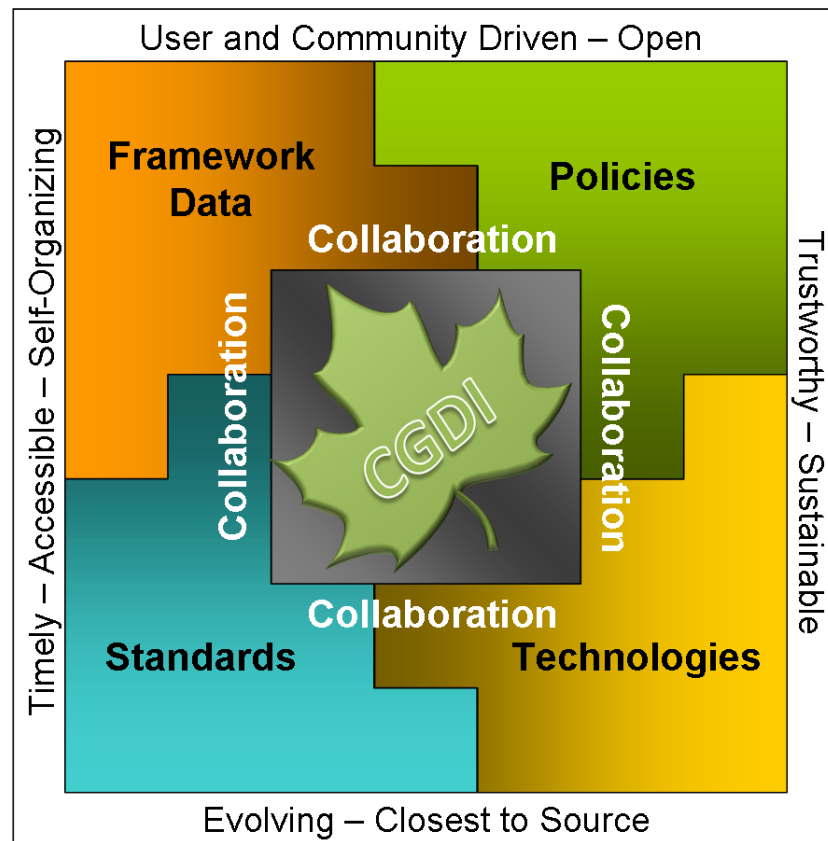 User and Community Driven – Open
Timely – Accessible – Self-Organizing
Framework
Data
Policies
Collaboration
Collaboration
CGDI
Collaboration
Trustworthy – Sustainable
Collaboration
Standards
Technologies
Evolving – Closest to Source